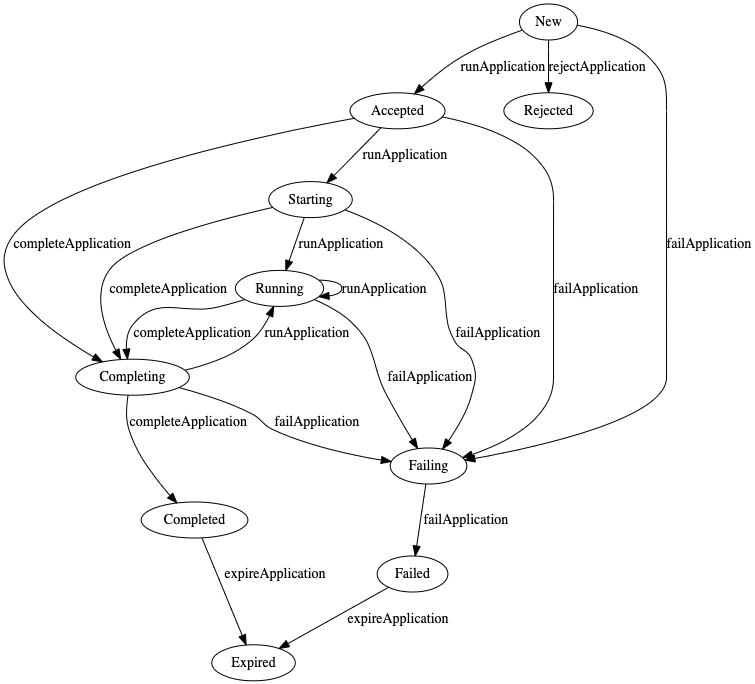 New
runApplication
rejectApplication
Accepted
Rejected
runApplication
Starting
completeApplication
runApplication
failApplication
completeApplication
Running
runApplication
failApplication
completeApplication
runApplication
failApplication
Completing
failApplication
completeApplication
failApplication
Failing
Completed
failApplication
expireApplication
Failed
expireApplication
Expired